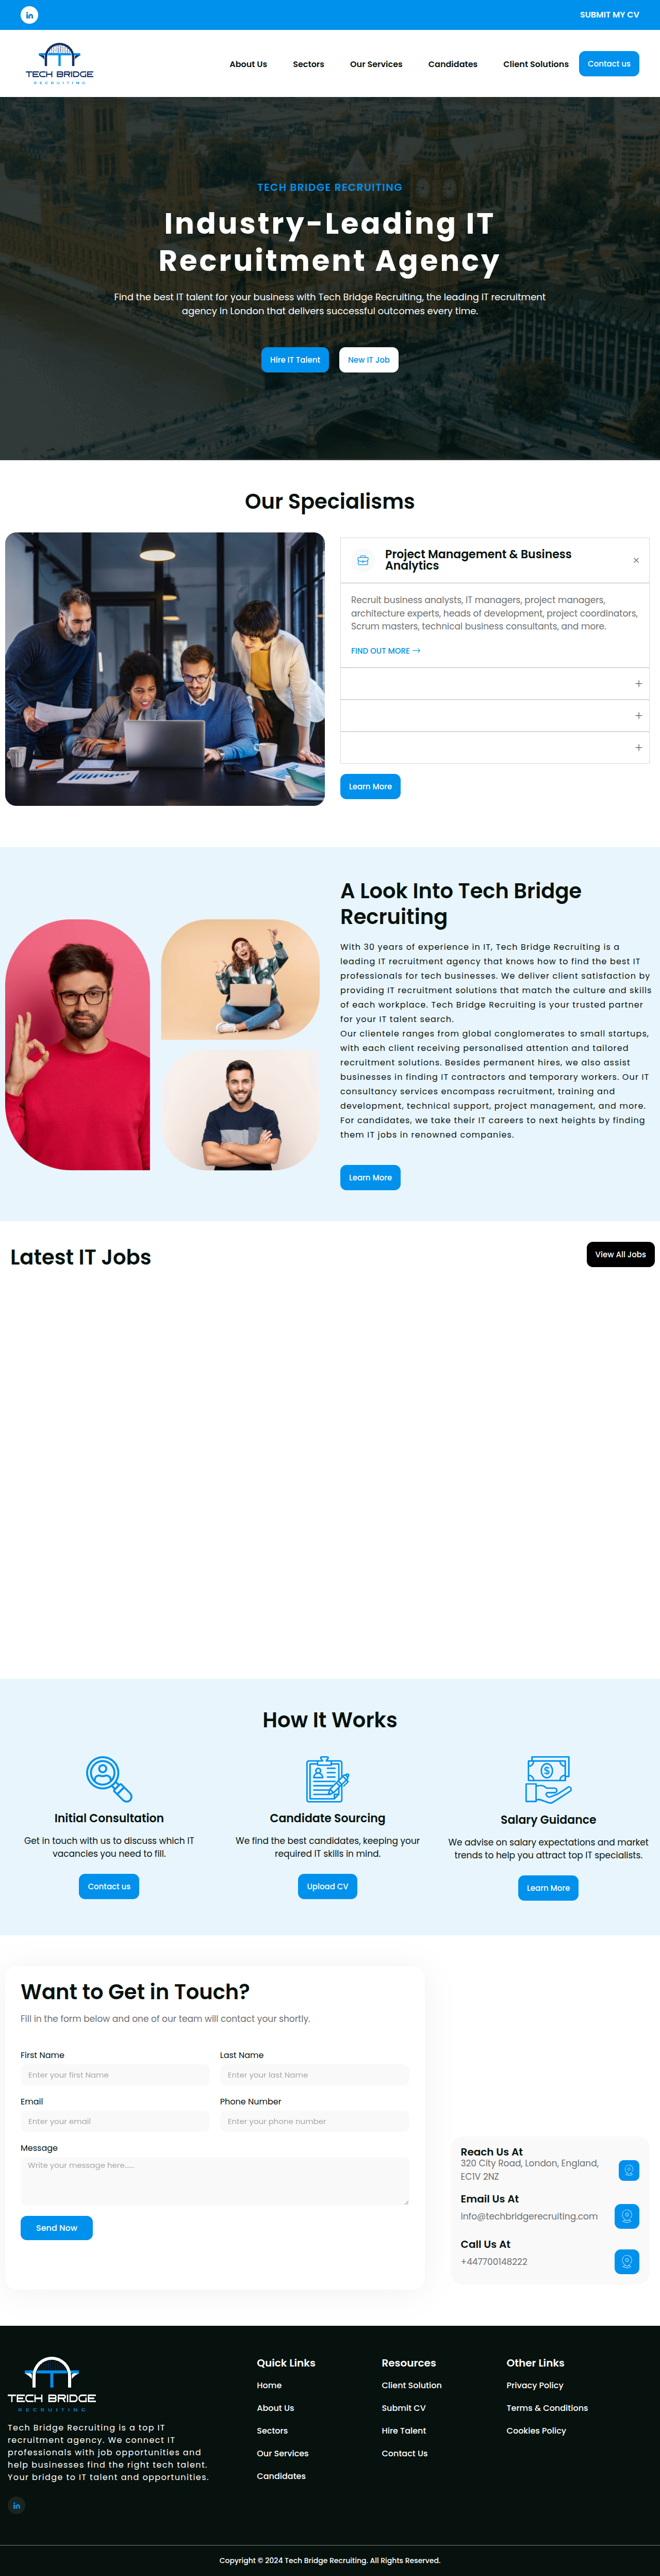 SUBMIT MY CV
TECH BRIDGE
RECRUITING
About Us
Sectors
Our Services
Candidates
Client Solutions
Contact us
TECH BRIDGE RECRUITING
Industry-Leading IT
Recruitment Agency
Find the best IT talent for your business with Tech Bridge Recruiting, the leading IT recruitment
agency in London that delivers successful outcomes every time.
Hire IT Talent
New IT Job
Our Specialisms
Project Management & Business
Analytics
Recruit business analysts, IT managers, project managers,
architecture experts, heads of development, project coordinators,
Scrum masters, technical business consultants, and more.
FIND OUT MORE
Learn More
A Look Into Tech Bridge
Recruiting
With 30 years of experience in IT, Tech Bridge Recruiting is a
leading IT recruitment agency that knows how to find the best IT
professionals for tech businesses. We deliver client satisfaction by
providing IT recruitment solutions that match the culture and skills
of each workplace. Tech Bridge Recruiting is your trusted partner
for your IT talent search.
Our clientele ranges from global conglomerates to small startups,
with each client receiving personalised attention and tailored
recruitment solutions. Besides permanent hires, we also assist
businesses in finding IT contractors and temporary workers. Our IT
consultancy services encompass recruitment, training and
development, technical support, project management, and more.
For candidates, we take their IT careers to next heights by finding
them IT jobs in renowned companies.
Learn More
Latest IT Jobs
View All Jobs
How It Works
Initial Consultation
Get in touch with us to discuss which IT
vacancies you need to fill.
Contact us
Candidate Sourcing
We find the best candidates, keeping your
required IT skills in mind.
Upload CV
Salary Guidance
We advise on salary expectations and market
trends to help you attract top IT specialists.
Learn More
Want to Get in Touch?
Fill in the form below and one of our team will contact your shortly.
First Name
Last Name
Enter your first Name
Enter your last Name
Email
Phone Number
Enter your email
Enter your phone number
Message
Write your message here......
Send Now
Reach Us At
320 City Road, London, England,
EC1V 2NZ
Email Us At
info@techbridgerecruiting.com
Call Us At
+447700148222
TECH BRIDGE
RECRUITING
Tech Bridge Recruiting is a top IT
recruitment agency. We connect IT
professionals with job opportunities and
help businesses find the right tech talent.
Your bridge to IT talent and opportunities.
Quick Links
Home
About Us
Sectors
Our Services
Candidates
Resources
Client Solution
Submit CV
Hire Talent
Contact Us
Other Links
Privacy Policy
Terms & Conditions
Cookies Policy
Copyright © 2024 Tech Bridge Recruiting. All Rights Reserved.